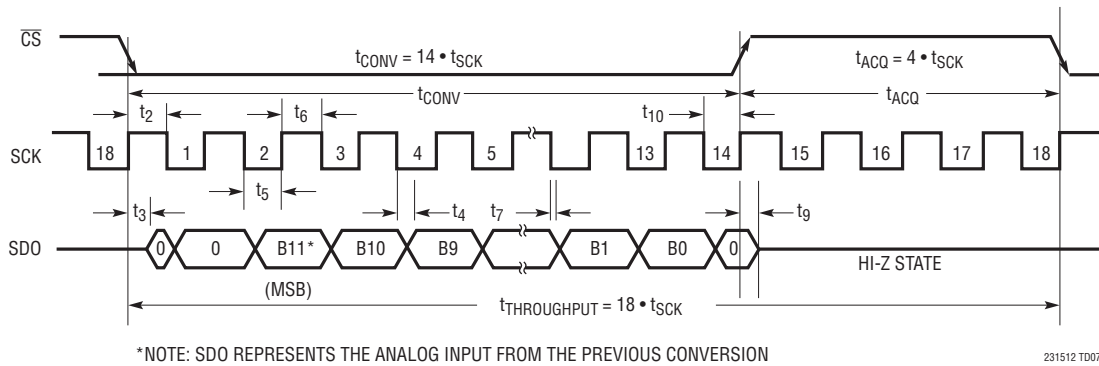 CS
tCONV = 14 • tSCK
tACQ = 4 • tSCK
tCONV
tACQ
t2
t6
t10
SCK
18
1
2
3
4
5
13
14
15
16
17
18
t5
t3
t4
t7
t9
SDO
0
0
B11*
B10
B9
B1
B0
0
HI-Z STATE
(MSB)
tTHROUGHPUT = 18 • tSCK
*NOTE: SDO REPRESENTS THE ANALOG INPUT FROM THE PREVIOUS CONVERSION
231512 TD07